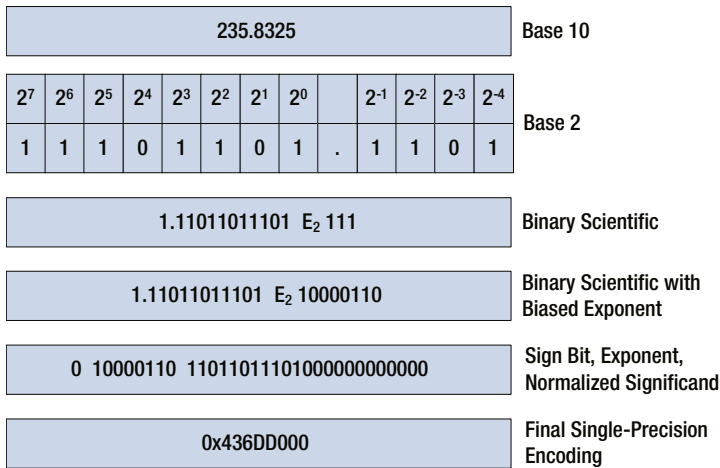 235.8325 Base 10
2⁷ 2⁶ 2⁵ 2⁴ 2³ 2² 2¹ 2⁰ 2⁻¹ 2⁻² 2⁻³ 2⁻⁴
Base 2
1 1 1 0 1 1 0 1 . 1 1 0 1
1.11011011101 E₂ 111 Binary Scientific
1.11011011101 E₂ 10000110
Binary Scientific with
Biased Exponent
0 10000110 11011011101000000000000
Sign Bit, Exponent,
Normalized Significand
0x436DD000
Final Single-Precision
Encoding